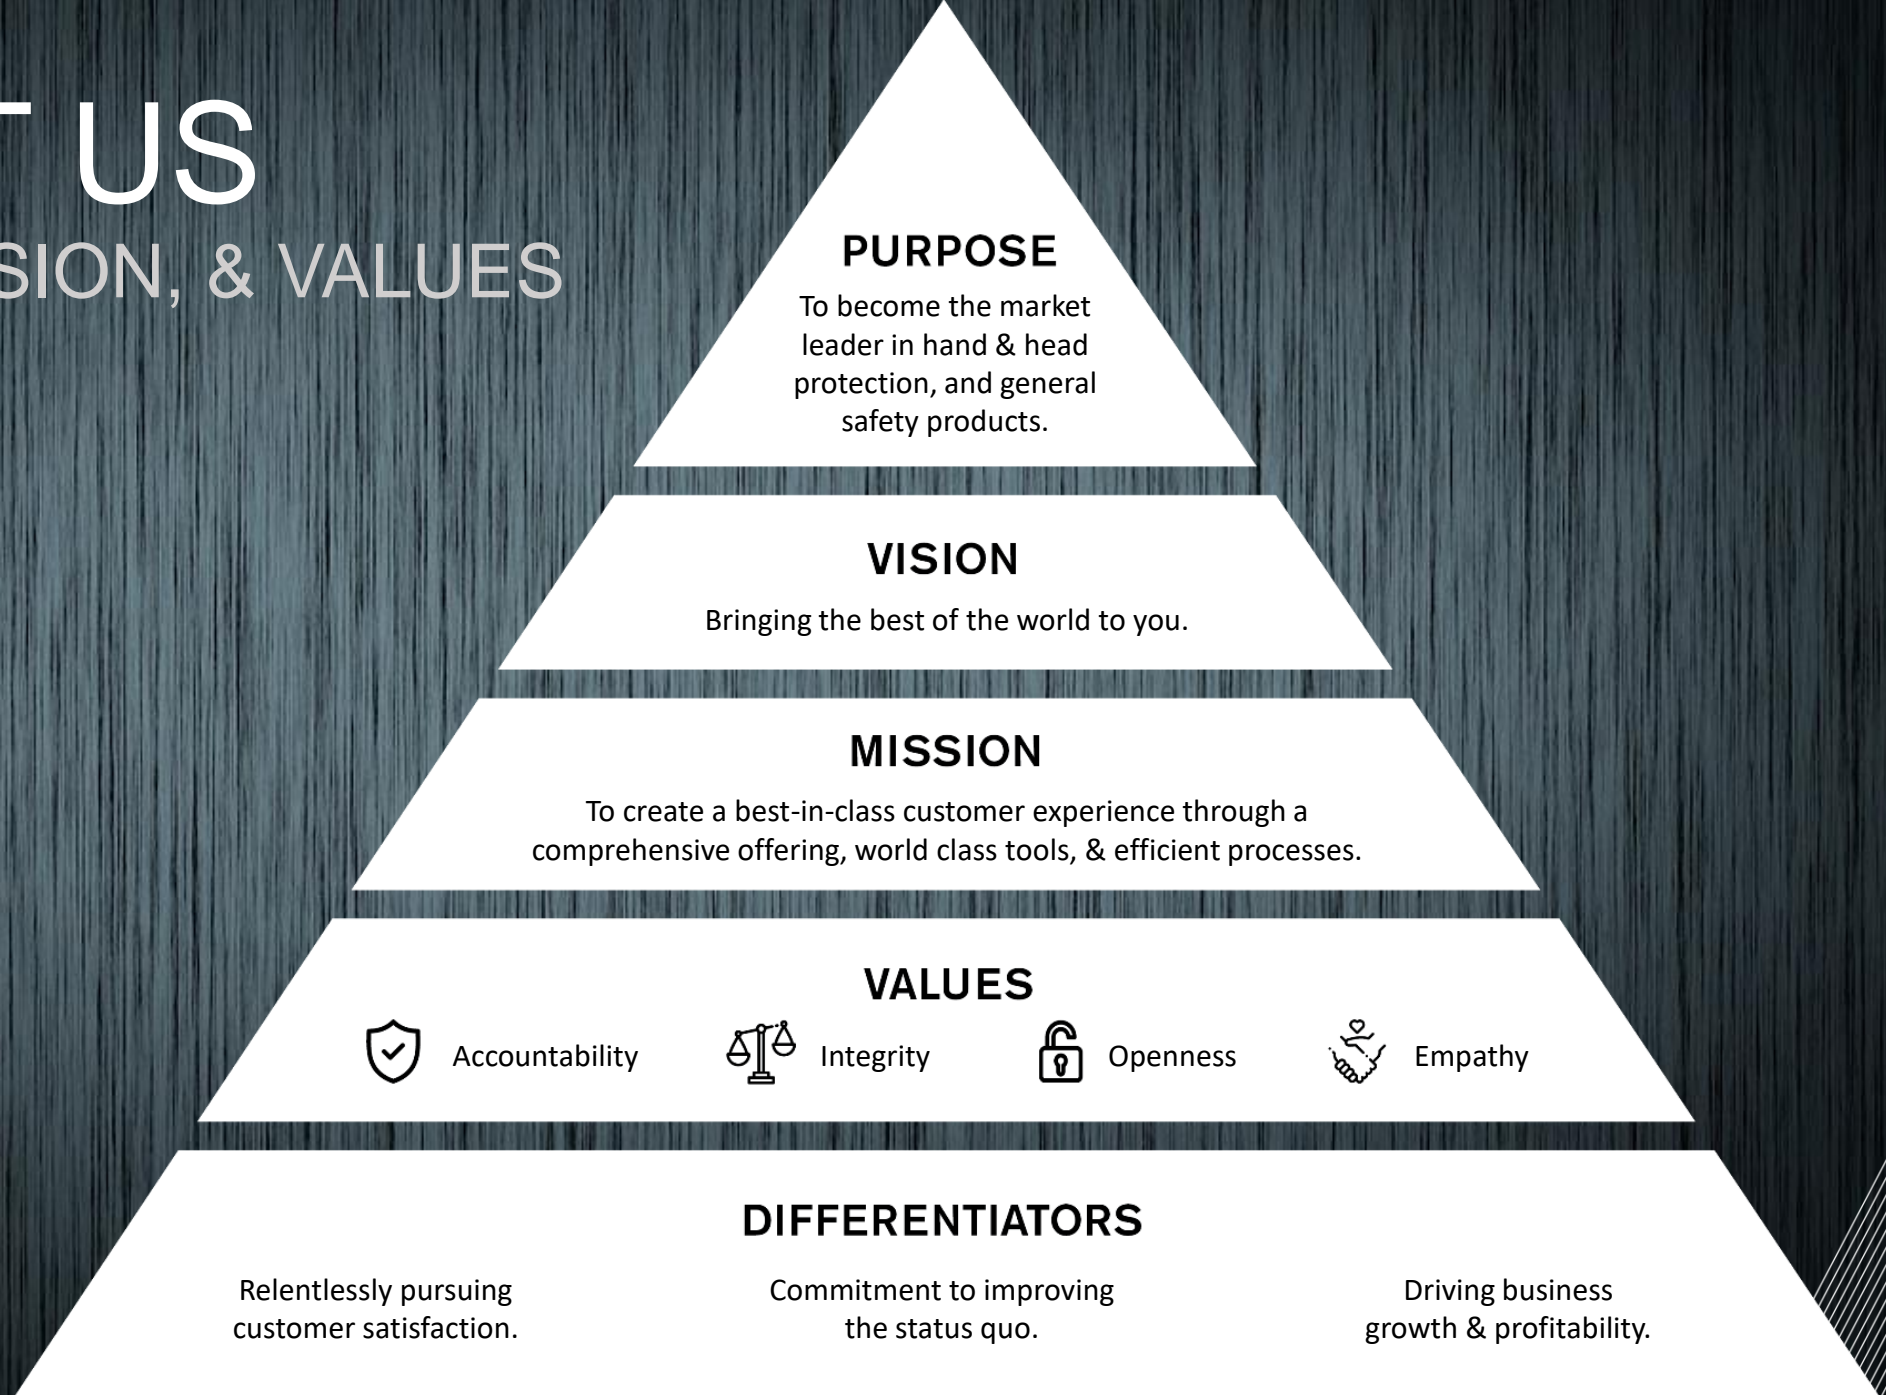 US
SION, & VALUES
PURPOSE
To become the market
leader in hand & head
protection, and general
safety products.
VISION
Bringing the best of the world to you.
MISSION
To create a best-in-class customer experience through a
comprehensive offering, world class tools, & efficient processes.
VALUES
Accountability Integrity Openness Empathy
DIFFERENTIATORS
Relentlessly pursuing
customer satisfaction.
Commitment to improving
the status quo.
Driving business
growth & profitability.